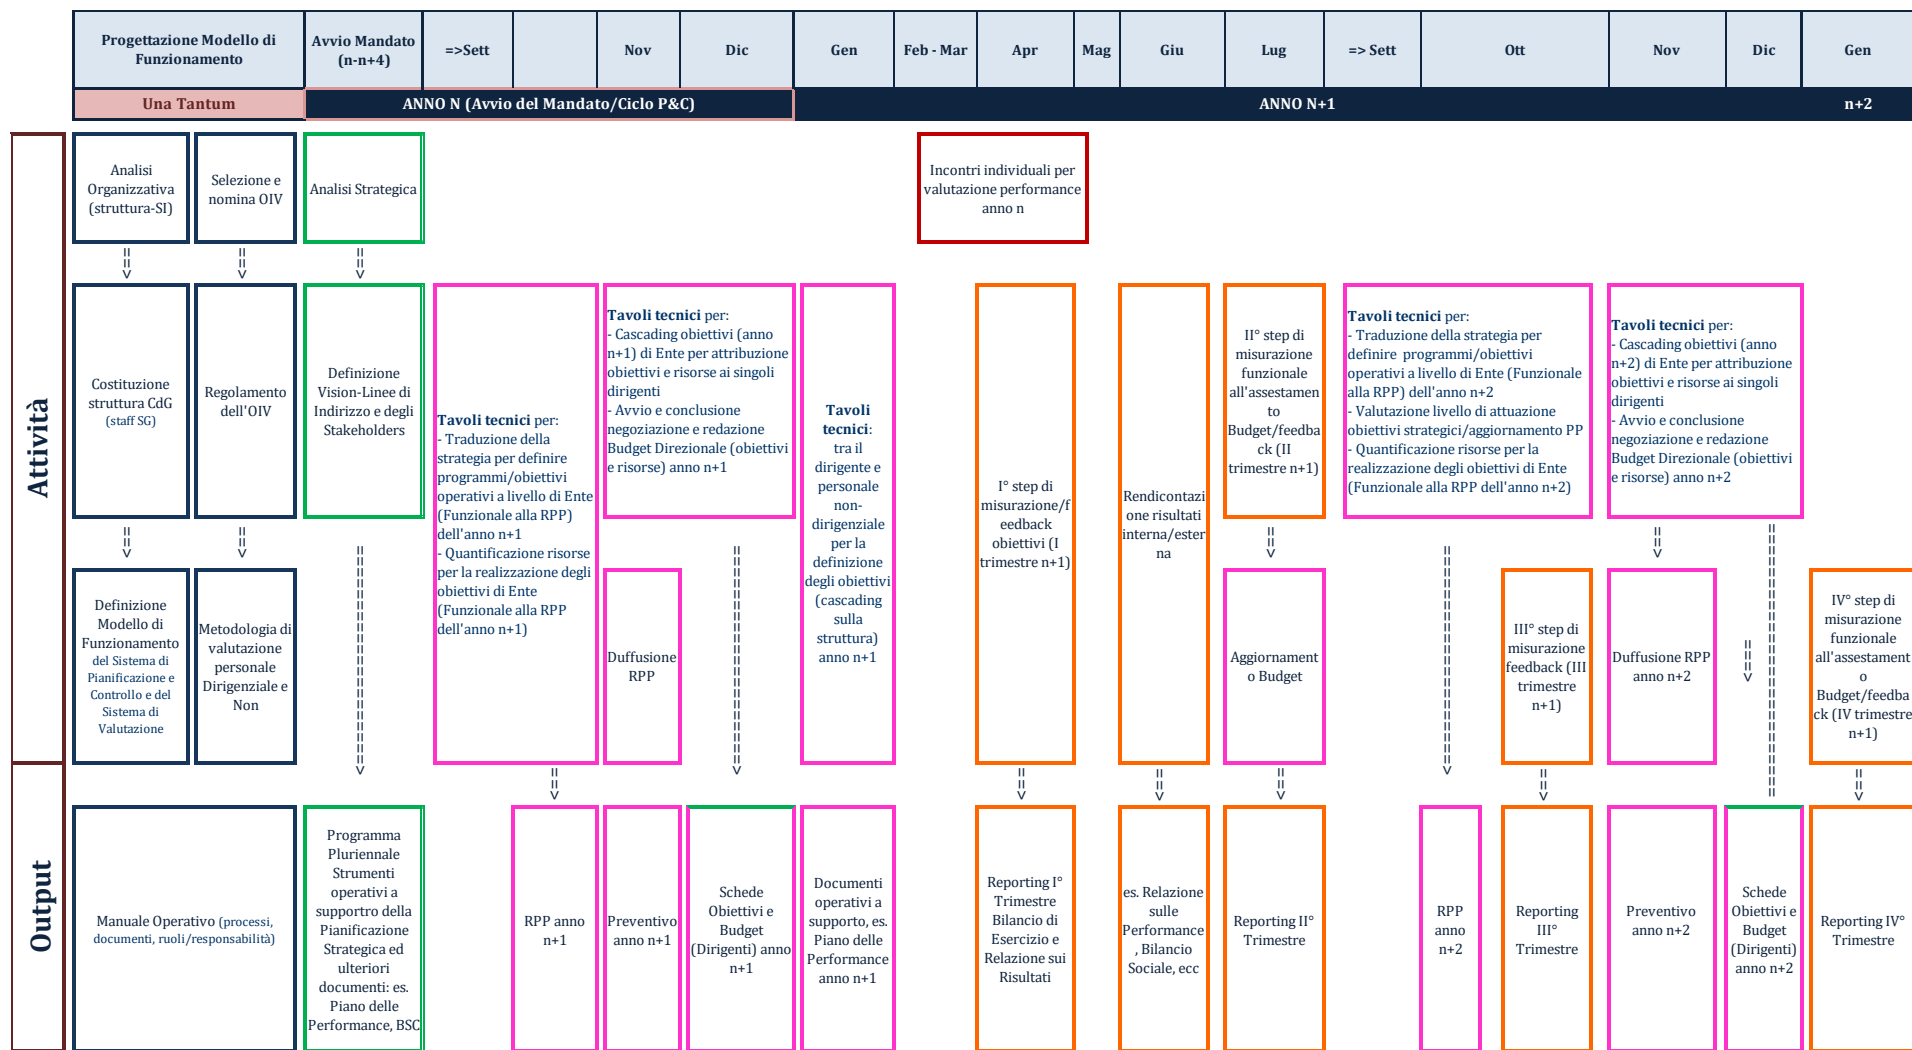 Progettazione Modello di
Funzionamento
Avvio Mandato
(n-n+4)
=>Sett
Nov
Dic
Gen
Feb - Mar
Apr
Mag
Giu
Lug
=> Sett
Ott
Nov
Dic
Gen
Una Tantum
ANNO N (Avvio del Mandato/Ciclo P&C)
ANNO N+1
n+2
Attività
Analisi
Organizzativa
(struttura-SI)
Selezione e
nomina OIV
Analisi Strategica
Incontri individuali per
valutazione performance
anno n
Costituzione
struttura CdG
(staff SG)
Regolamento
dell'OIV
Definizione
Vision-Linee di
Indirizzo e degli
Stakeholders
Tavoli tecnici per:
- Traduzione della
strategia per definire
programmi/obiettivi
operativi a livello di Ente
(Funzionale alla RPP)
dell'anno n+1
- Quantificazione risorse
per la realizzazione degli
obiettivi di Ente
(Funzionale alla RPP
dell'anno n+1)
Tavoli tecnici per:
- Cascading obiettivi (anno
n+1) di Ente per attribuzione
obiettivi e risorse ai singoli
dirigenti
- Avvio e conclusione
negoziazione e redazione
Budget Direzionale (obiettivi
e risorse) anno n+1
Tavoli
tecnici:
tra il
dirigente e
personale
non-
dirigenziale
per la
definizione
degli obiettivi
(cascading
sulla
struttura)
anno n+1
I° step di
misurazione/f
eedback
obiettivi (I
trimestre n+1)
Rendicontazi
one risultati
interna/ester
na
II° step di
misurazione
funzionale
all'assestamen
to
Budget/feedba
ck (II
trimestre n+1)
Tavoli tecnici per:
- Traduzione della strategia per
definire  programmi/obiettivi
operativi a livello di Ente (Funzionale
alla RPP) dell'anno n+2
- Valutazione livello di attuazione
obiettivi strategici/aggiornamento PP
- Quantificazione risorse per la
realizzazione degli obiettivi di Ente
(Funzionale alla RPP dell'anno n+2)
Tavoli tecnici per:
- Cascading obiettivi (anno
n+2) di Ente per attribuzione
obiettivi e risorse ai singoli
dirigenti
- Avvio e conclusione
negoziazione e redazione
Budget Direzionale (obiettivi
e risorse) anno n+2
Definizione
Modello di
Funzionamento
del Sistema di
Pianificazione e
Controllo e del
Sistema di
Valutazione
Metodologia di
valutazione
personale
Dirigenziale e
Non
Duffusione
RPP
Aggiornament
o Budget
III° step di
misurazione
feedback (III
trimestre
n+1)
Duffusione RPP
anno n+2
IV° step di
misurazione
funzionale
all'assestament
o
Budget/feedba
ck (IV trimestre
n+1)
Output
Manuale Operativo (processi,
documenti, ruoli/responsabilità)
Programma
Pluriennale
Strumenti
operativi a
supportro della
Pianificazione
Strategica ed
ulteriori
documenti: es.
Piano delle
Performance, BSC
RPP anno
n+1
Preventivo
anno n+1
Schede
Obiettivi e
Budget
(Dirigenti) anno
n+1
Documenti
operativi a
supporto, es.
Piano delle
Performance
anno n+1
Reporting I°
Trimestre
Bilancio di
Esercizio e
Relazione sui
Risultati
es. Relazione
sulle
Performance
, Bilancio
Sociale, ecc
Reporting II°
Trimestre
RPP
anno
n+2
Reporting
III°
Trimestre
Preventivo
anno n+2
Schede
Obiettivi e
Budget
(Dirigenti)
anno n+2
Reporting IV°
Trimestre